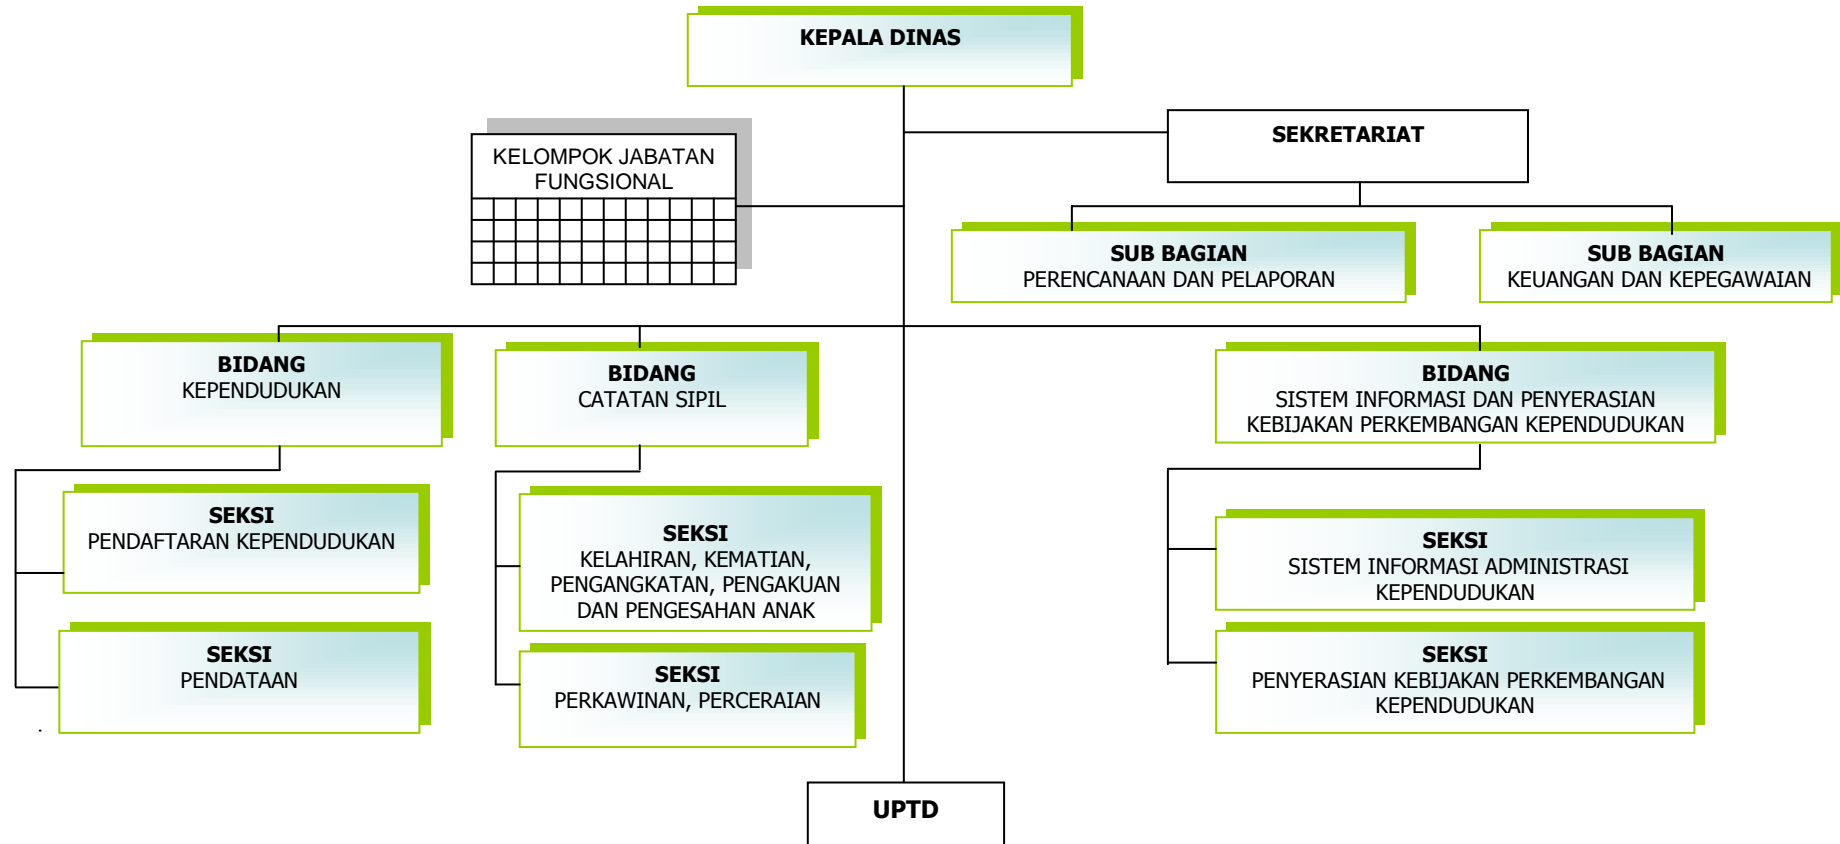 KEPALA DINAS
SEKRETARIAT
KELOMPOK JABATAN
FUNGSIONAL
SUB BAGIAN
PERENCANAAN DAN PELAPORAN
SUB BAGIAN
KEUANGAN DAN KEPEGAWAIAN
BIDANG
KEPENDUDUKAN
BIDANG
CATATAN SIPIL
BIDANG
SISTEM INFORMASI DAN PENYERASIAN
KEBIJAKAN PERKEMBANGAN KEPENDUDUKAN
SEKSI
PENDAFTARAN KEPENDUDUKAN
SEKSI
KELAHIRAN, KEMATIAN,
PENGANGKATAN, PENGAKUAN
DAN PENGESAHAN ANAK
SEKSI
SISTEM INFORMASI ADMINISTRASI
KEPENDUDUKAN
SEKSI
PENDATAAN
SEKSI
PERKAWINAN, PERCERAIAN
SEKSI
PENYERASIAN KEBIJAKAN PERKEMBANGAN
KEPENDUDUKAN
.
UPTD